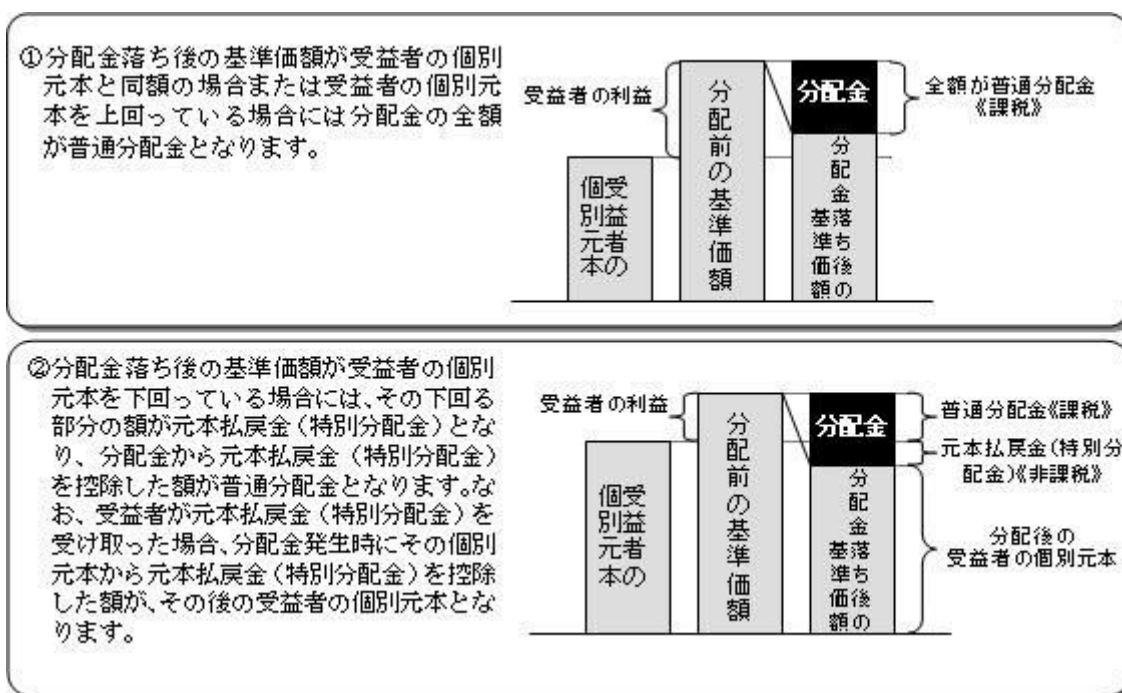 ①分配金落ち後の基準価額が受益者の個別
元本と同額の場合または受益者の個別元
本を上回っている場合には分配金の全額
が普通分配金となります。
受益者の利益
受益者の
個別元本
分配前の基準価額
分配金
分配金落ち後の
基準価額
全額が普通分配金
《課税》
②分配金落ち後の基準価額が受益者の個別
元本を下回っている場合には、その下回る
部分の額が元本払戻金(特別分配金)とな
り、分配金から元本払戻金(特別分配金)
を控除した額が普通分配金となります。な
お、受益者が元本払戻金(特別分配金)を
受け取った場合、分配金発生時にその個別
元本から元本払戻金(特別分配金)を控除
した額が、その後の受益者の個別元本とな
ります。
受益者の利益
受益者の
個別元本
分配前の基準価額
分配金
分配金落ち後の
基準価額
普通分配金《課税》
元本払戻金(特別分
配金)《非課税》
分配後の
受益者の個別元本